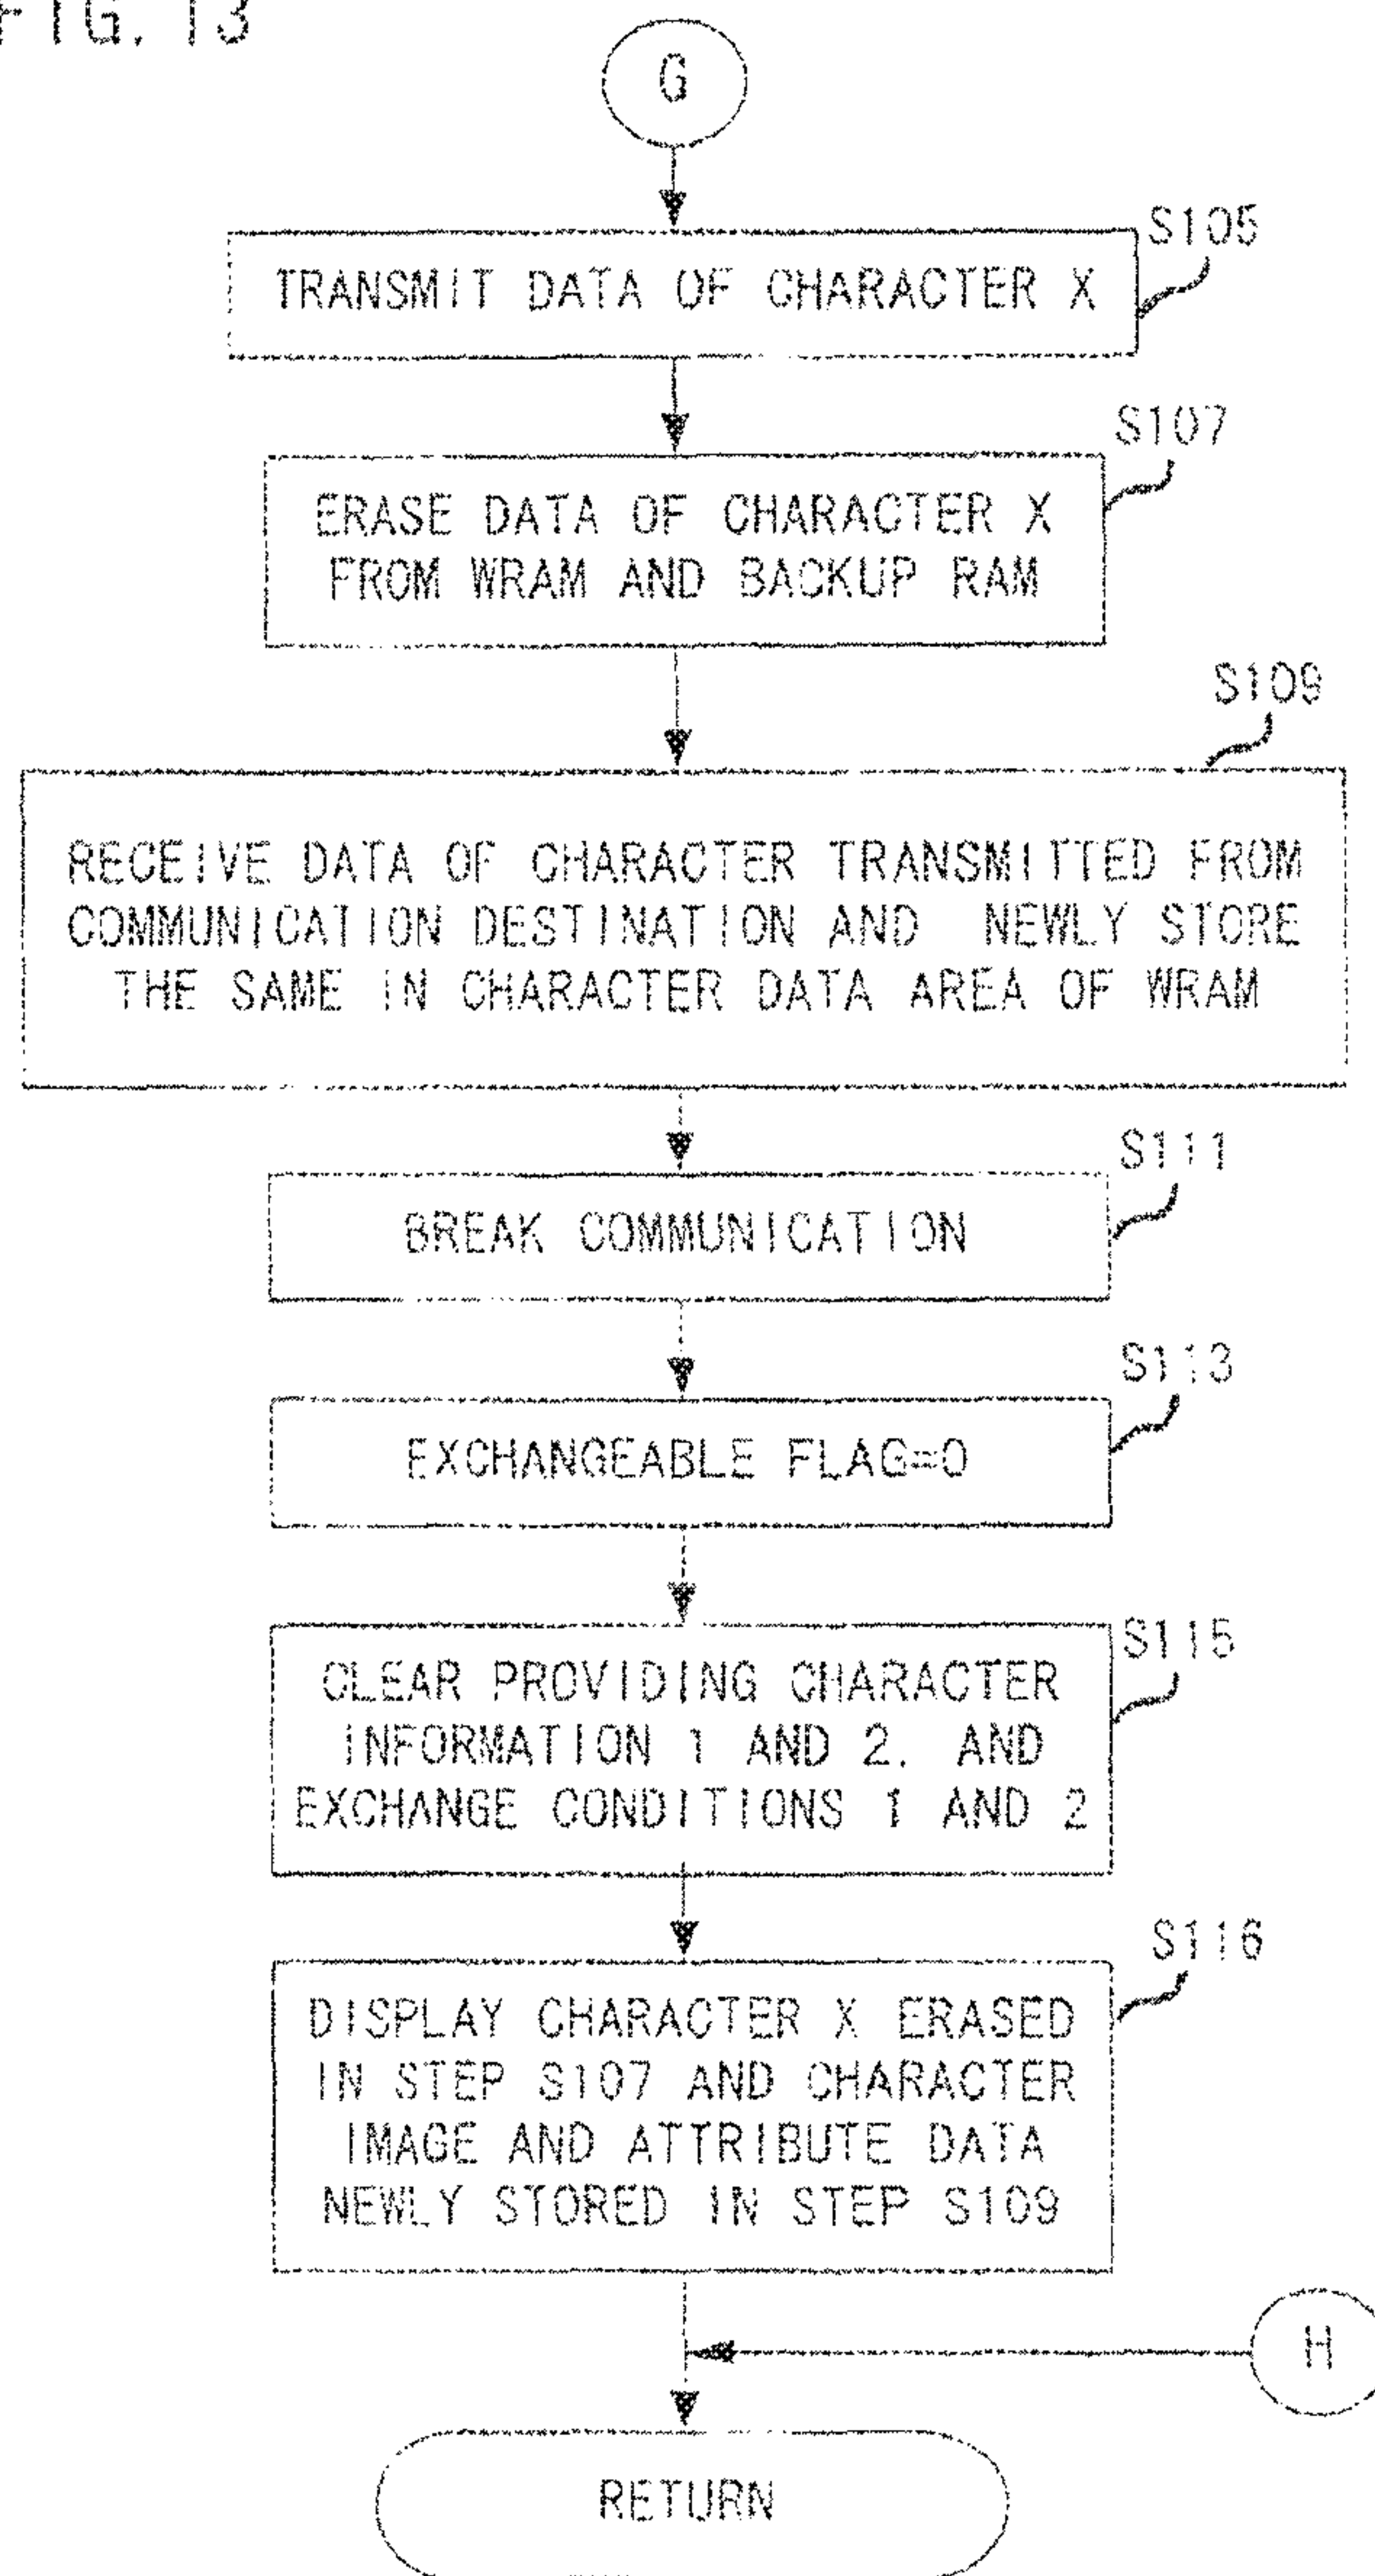 FIG. 13
G
S105
TRANSMIT DATA OF CHARACTER X
S107
ERASE DATA OF CHARACTER X
FROM WRAM AND BACKUP RAM
S109
RECEIVE DATA OF CHARACTER TRANSMITTED FROM
COMMUNICATION DESTINATION AND NEWLY STORE
THE SAME IN CHARACTER DATA AREA OF WRAM
S111
BREAK COMMUNICATION
S113
EXCHANGEABLE FLAG=0
S115
CLEAR PROVIDING CHARACTER
INFORMATION 1 AND 2. AND
EXCHANGE CONDITIONS 1 AND 2
S116
DISPLAY CHARACTER X ERASED
IN STEP S107 AND CHARACTER
IMAGE AND ATTRIBUTE DATA
NEWLY STORED IN STEP S109
H
RETURN